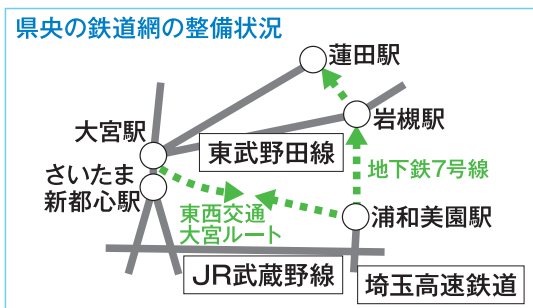 県央の鉄道網の整備状況
蓮田駅
大宮駅
岩槻駅
東武野田線
さいたま
新都心駅
地下鉄7号線
東西交通
大宮ルート
浦和美園駅
JR武蔵野線
埼玉高速鉄道